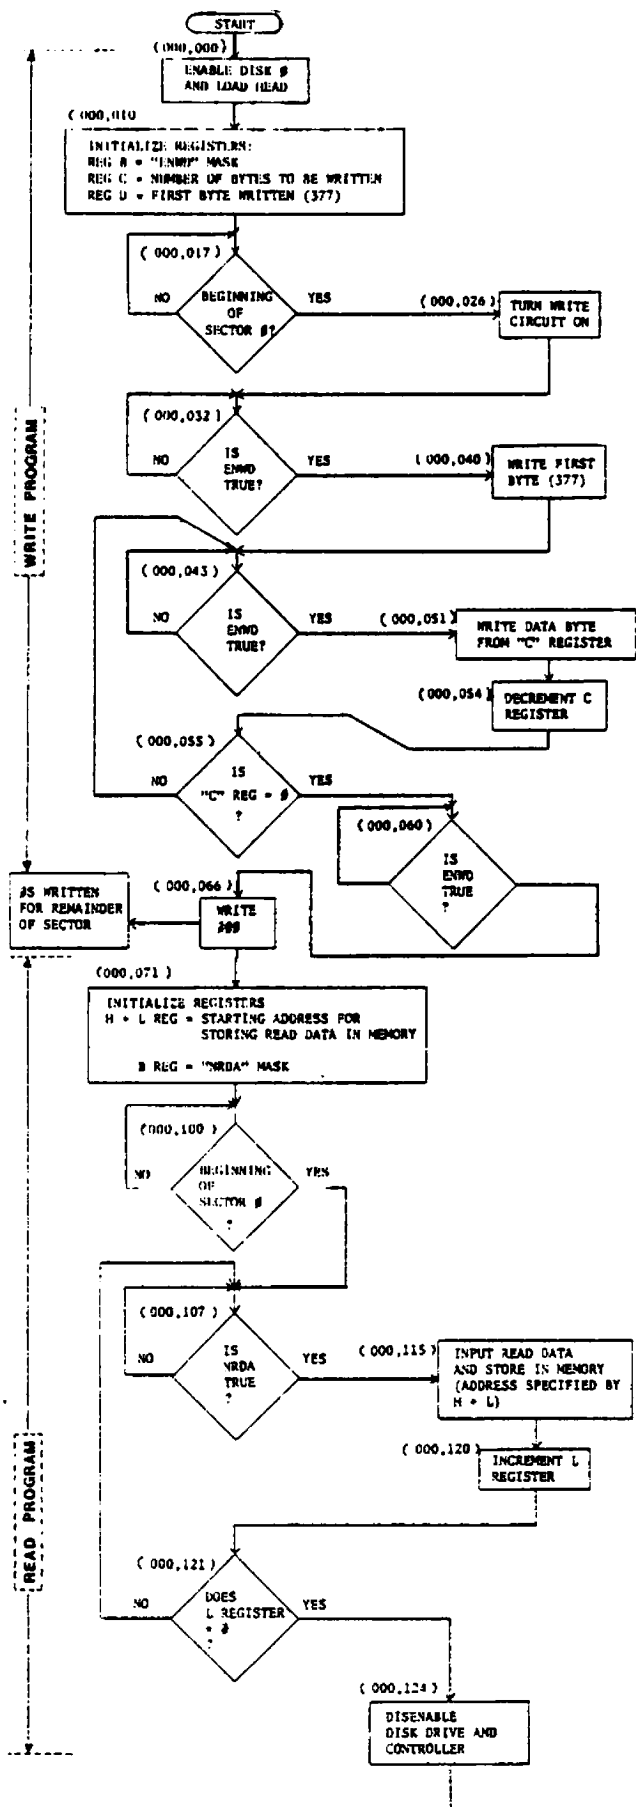 START
(000,000)
ENABLE DISK Ø
AND LOAD HEAD
(000,010
INITIALIZE REGISTERS:
REG B = "ENWD" MASK
REG C = NUMBER OF BYTES TO BE WRITTEN
REG D = FIRST BYTE WRITTEN (377)
(000,017)
NO
BEGINNING
OF
SECTOR Ø?
YES
(000,026)
TURN WRITE
CIRCUIT ON
(000,032)
NO
IS
ENWD
TRUE?
YES
(000,040)
WRITE FIRST
BYTE (377)
WRITE PROGRAM
(000,043)
NO
IS
ENWD
TRUE?
YES
(000,051)
WRITE DATA BYTE
FROM "C" REGISTER
(000,054)
DECREMENT C
REGISTER
(000,055)
NO
IS
"C" REG = Ø
?
YES
(000,060)
IS
ENWD
TRUE
?
ØS WRITTEN
FOR REMAINDER
OF SECTOR
(000,066)
WRITE
(000,071)
INITIALIZE REGISTERS
H + L REG = STARTING ADDRESS FOR
STORING READ DATA IN MEMORY
B REG = "NRDA" MASK
(000,100)
NO
BEGINNING
OF
SECTOR Ø
?
YES
(000,107)
NO
IS
NRDA
TRUE
?
YES
(000,115)
INPUT READ DATA
AND STORE IN MEMORY
(ADDRESS SPECIFIED BY
H + L)
(000,120)
INCREMENT L
REGISTER
READ PROGRAM
(000,121)
NO
DOES
L REGISTER
= Ø
?
YES
(000,124)
DISENABLE
DISK DRIVE AND
CONTROLLER